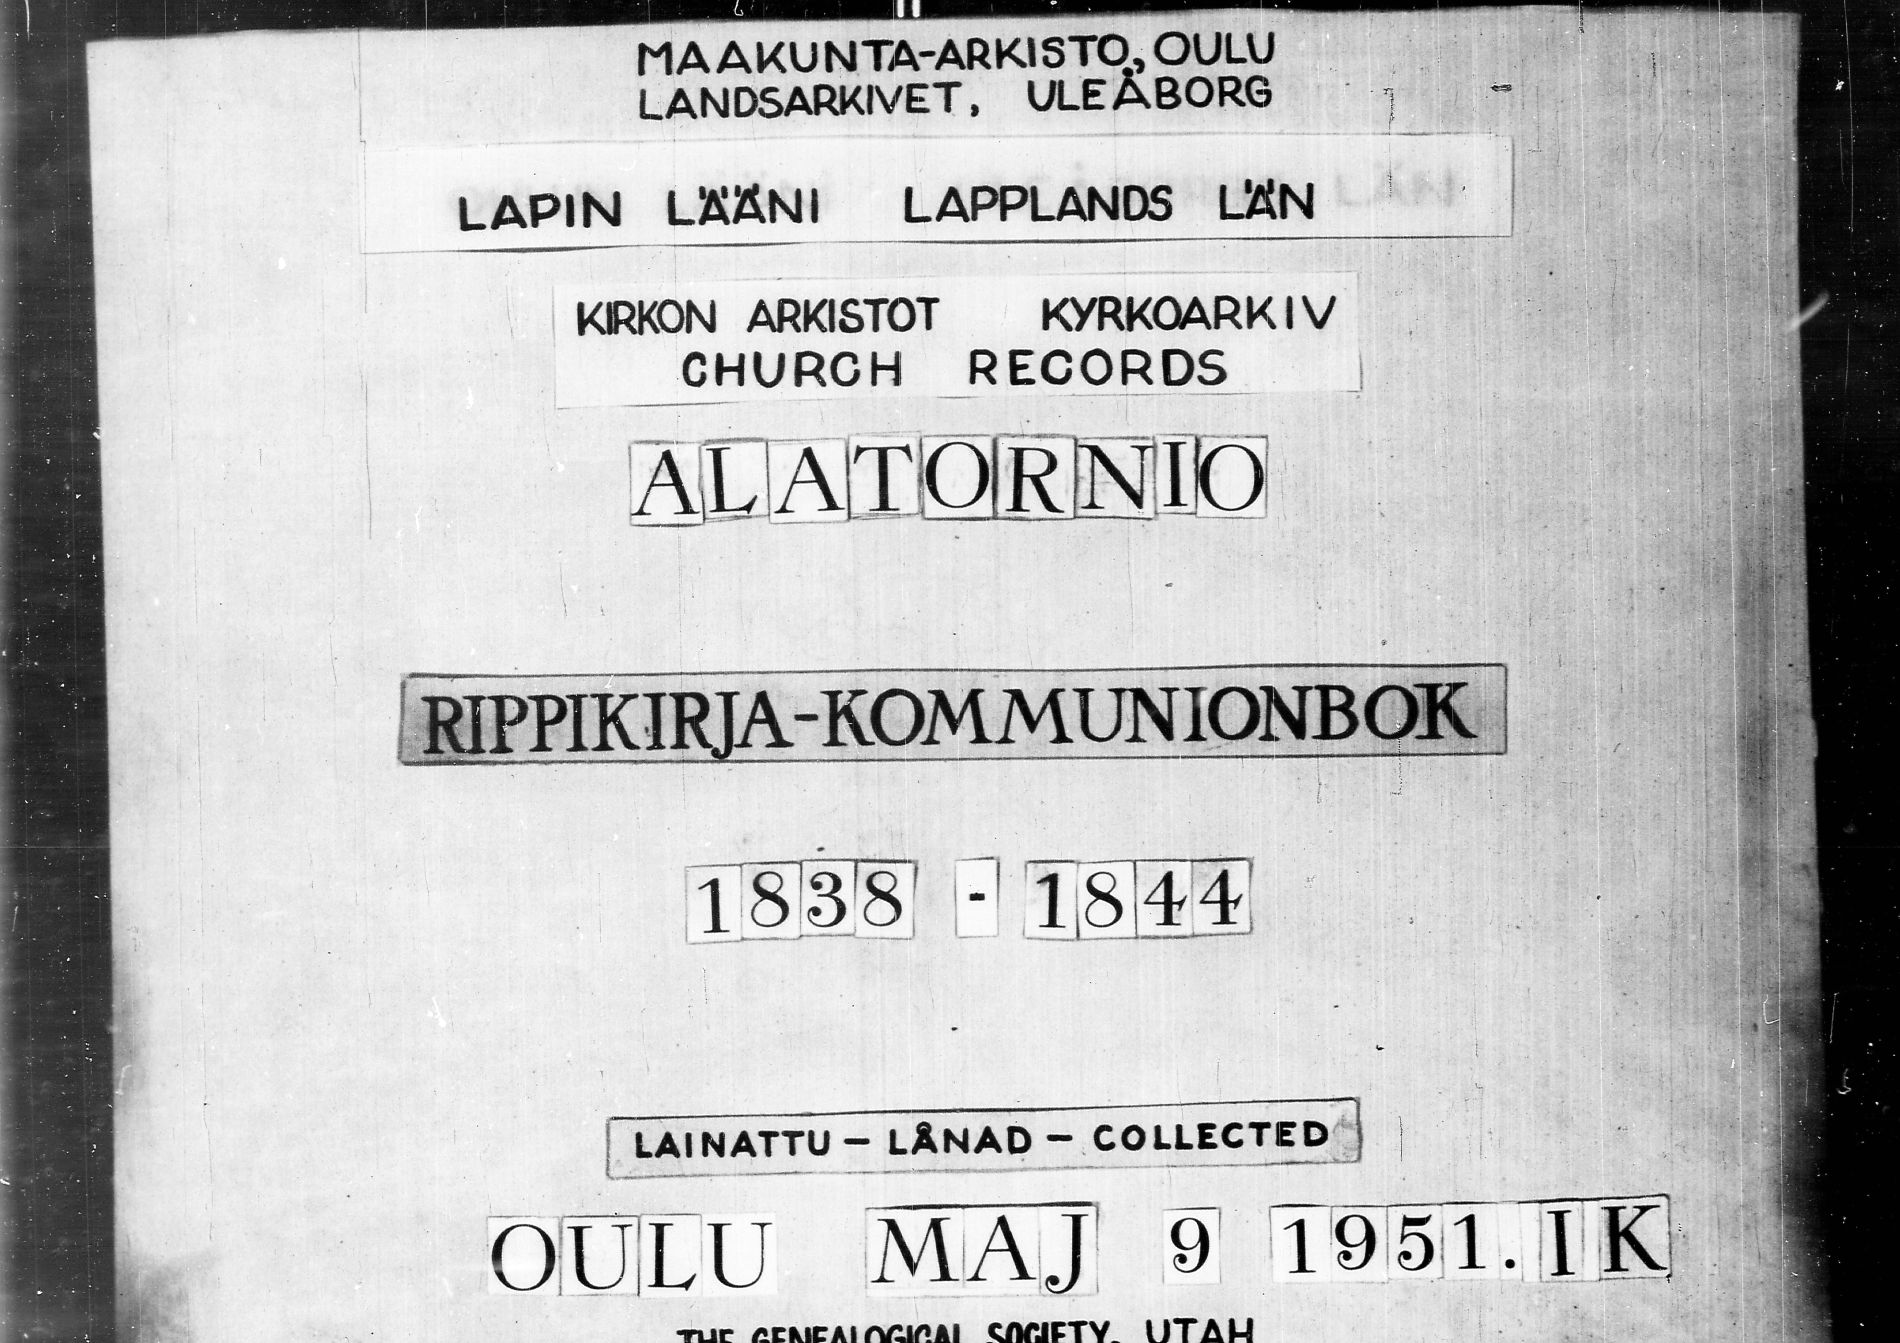 MAAKUNTA-ARKISTO, OULU
LANDSARKIVET, ULEÅBORG
LAPIN LÄÄNI LAPPLANDS LÄN
KIRKON ARKISTOT KYRKOARKIV
CHURCH RECORDS
ALATORNIO
RIPPIKIRJA-KOMMUNIONBOK
1838 - 1844
LAINATTU - LÅNAD - COLLECTED
OULU MAJ 9 1951. I K
THE GENEALOGICAL SOCIETY, UTAH